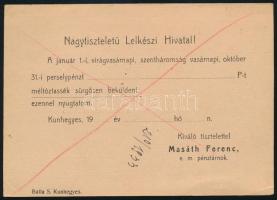 Nagytiszteletű Lelkészi Hivatal!
A január 1.-i, virágvasárnapi, szentháromság vasárnapi, október
31.-i perselypénzt P-t
méltóztassék sürgősen beküldeni
ezennel nyugtatom.
Kunhegyes, 19 év hó n.
Kiváló tisztelettel
Masáth Ferenc,
e. m. pénztárnok.
Batta S. Kunhegyes.